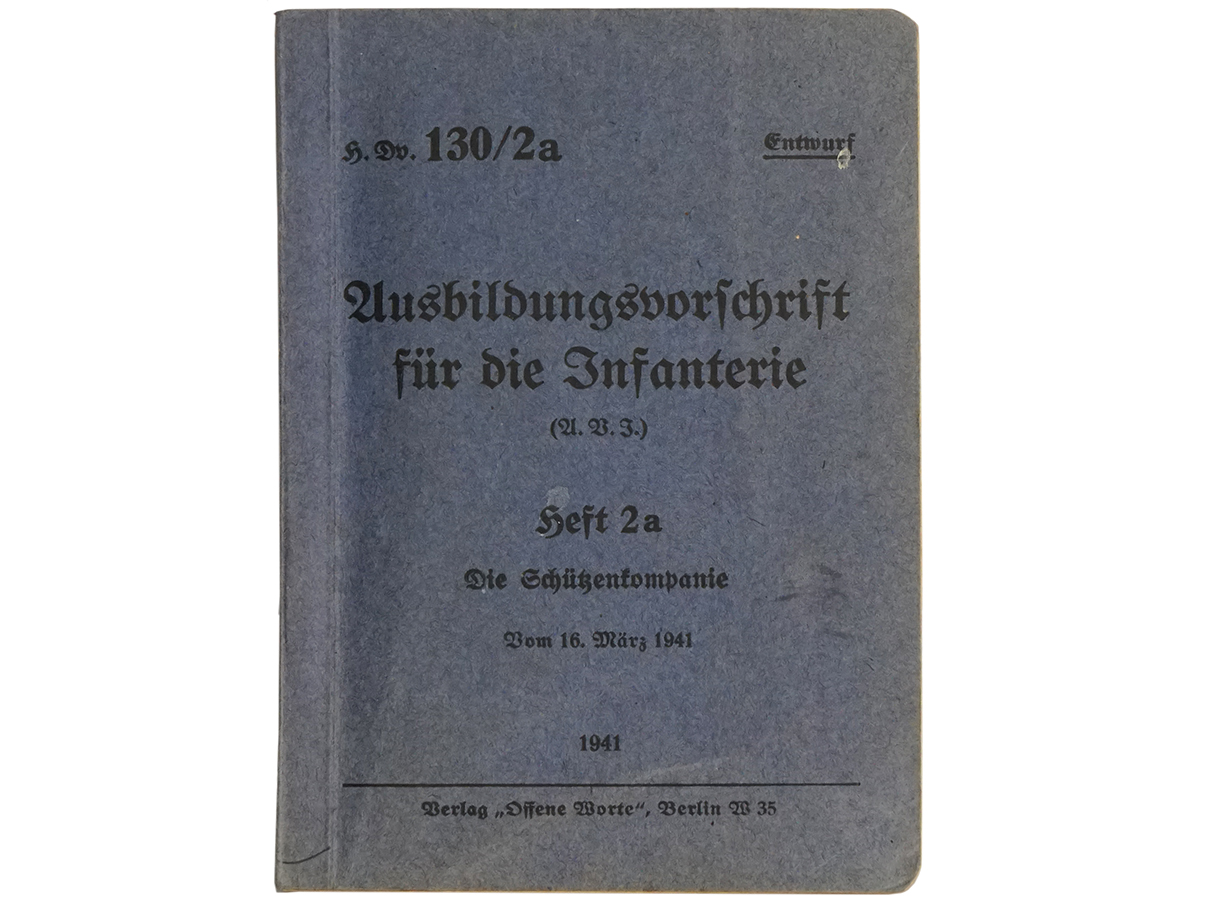 H. Dv. 130/2a Entwurf
Ausbildungsvorschrift
für die Infanterie
(A. V. I.)
Heft 2a
Die Schützenkompanie
Vom 16. März 1941
1941
Verlag „Offene Worte“, Berlin W 35